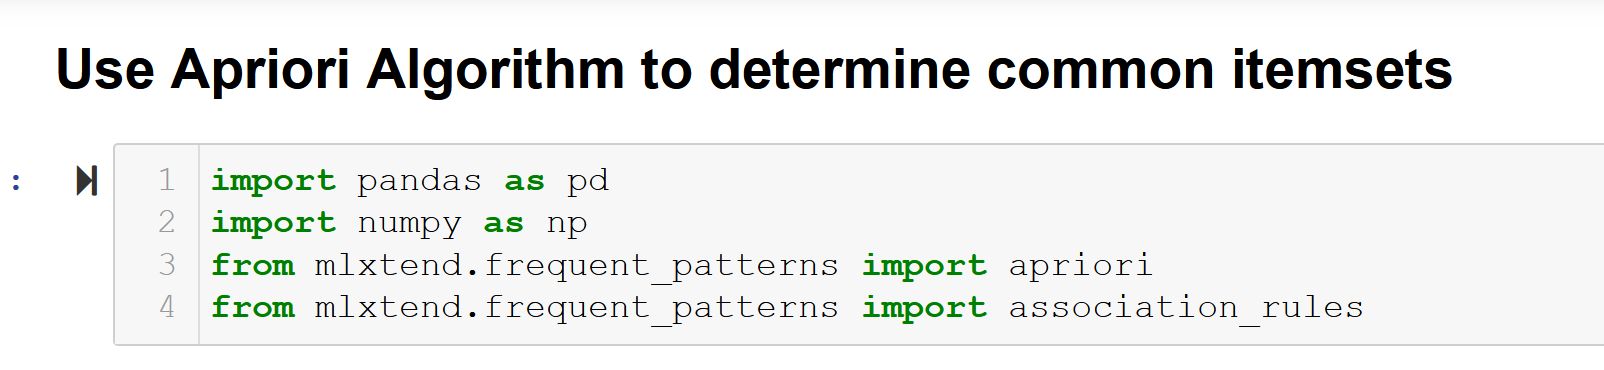 Use Apriori Algorithm to determine common itemsets
:
1 import pandas as pd
2 import numpy as np
3 from mlxtend.frequent_patterns import apriori
4 from mlxtend.frequent_patterns import association_rules